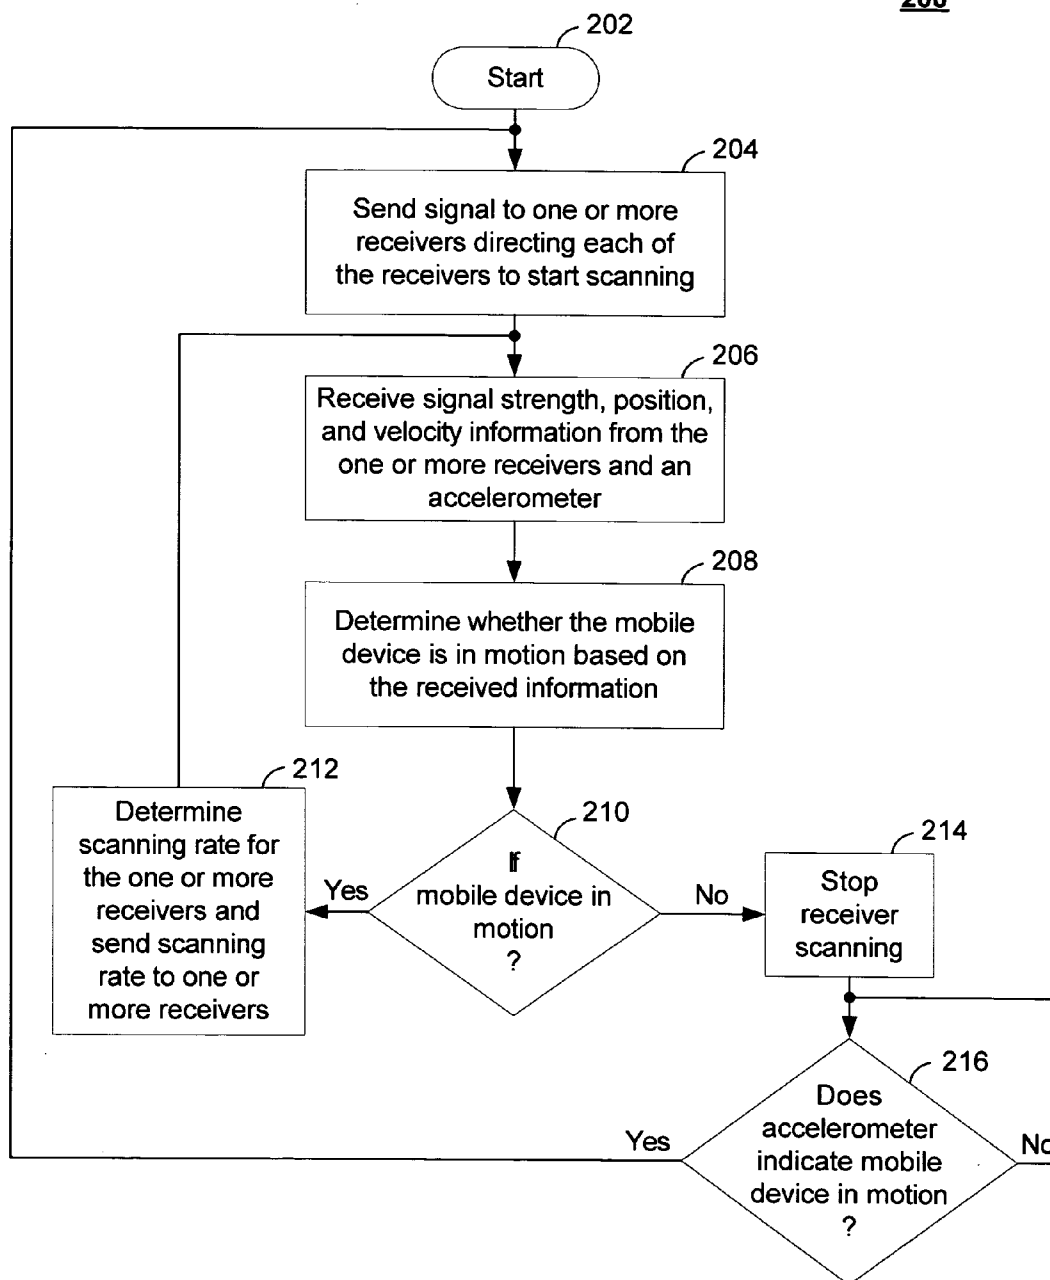 202
Start
204
Send signal to one or more
receivers directing each of
the receivers to start scanning
206
Receive signal strength, position,
and velocity information from the
one or more receivers and an
accelerometer
208
Determine whether the mobile
device is in motion based on
the received information
212
Determine
scanning rate for
the one or more
receivers and
send scanning
rate to one or
more receivers
210
If
mobile device in
motion
?
Yes
No
214
Stop
receiver
scanning
216
Does
accelerometer
indicate mobile
device in motion
?
Yes
No